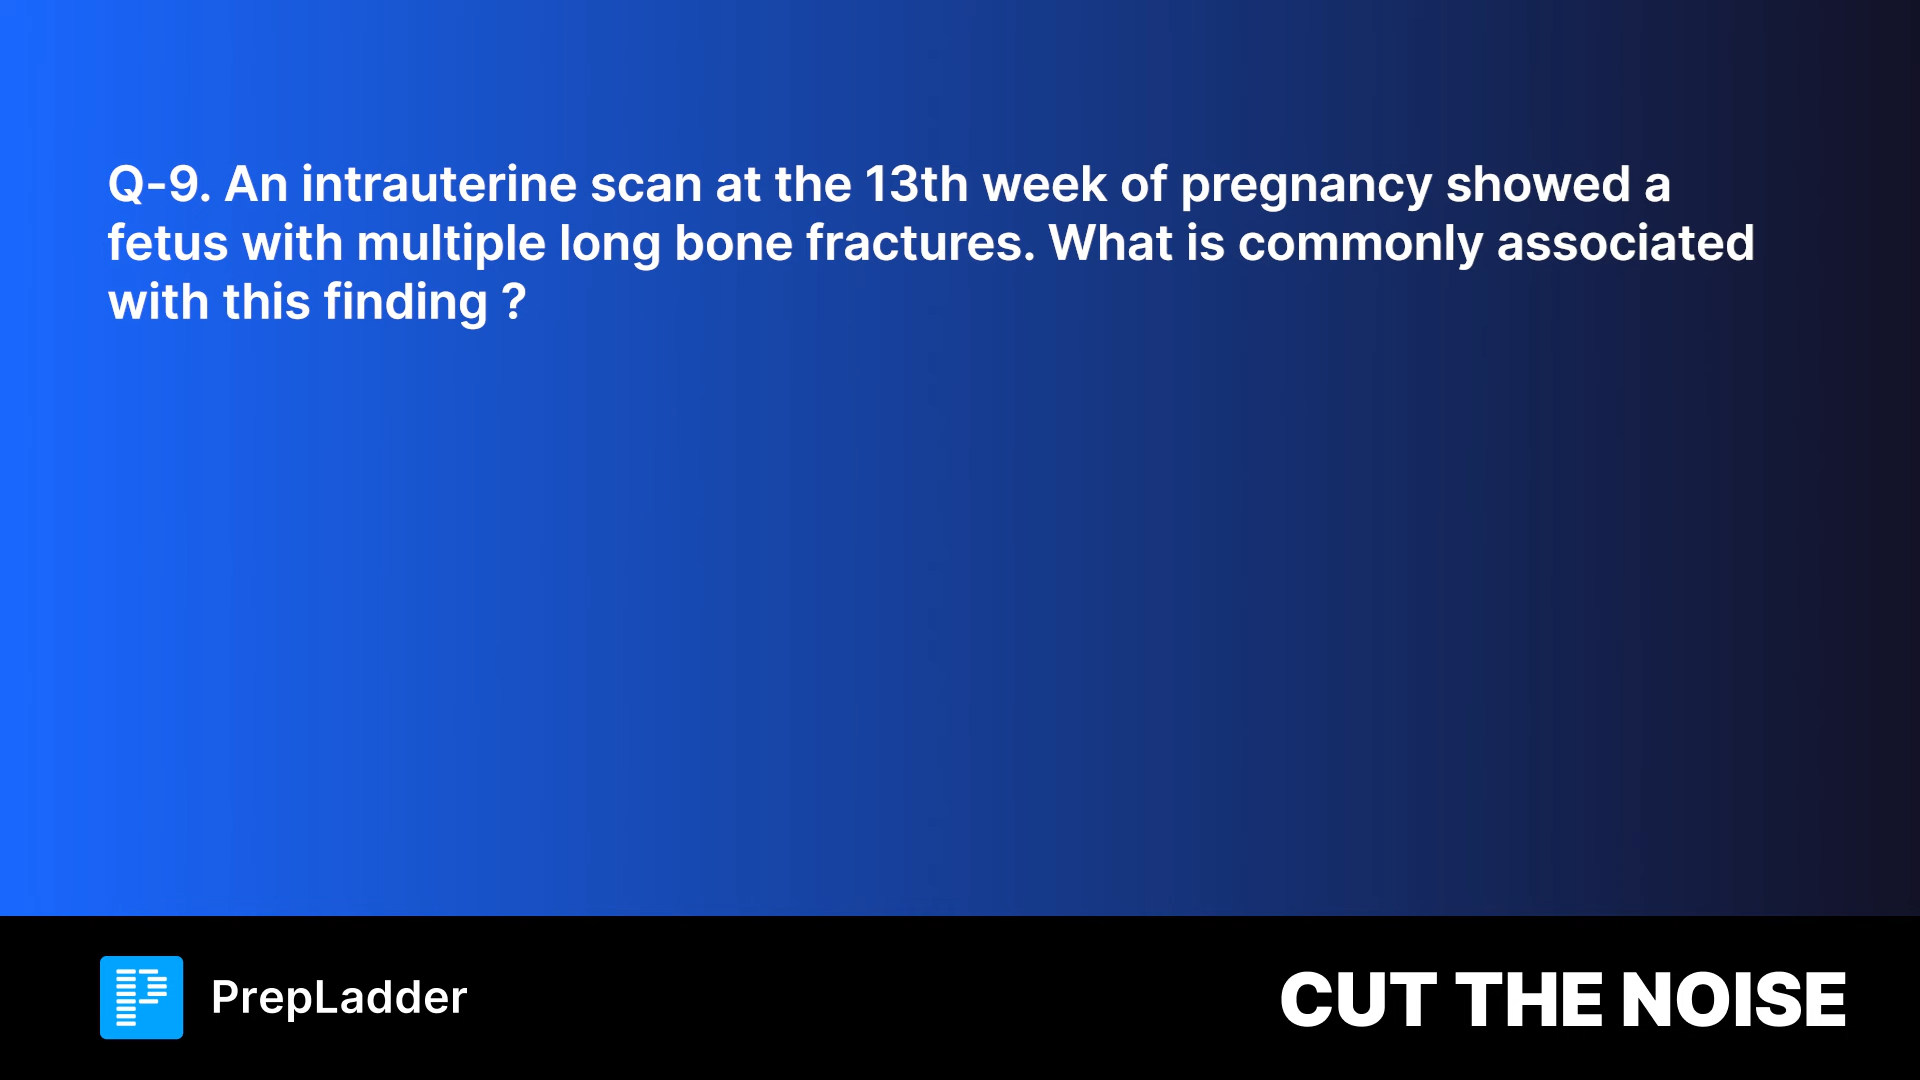 Q-9. An intrauterine scan at the 13th week of pregnancy showed a
fetus with multiple long bone fractures. What is commonly associated
with this finding ?
PrepLadder
CUT THE NOISE